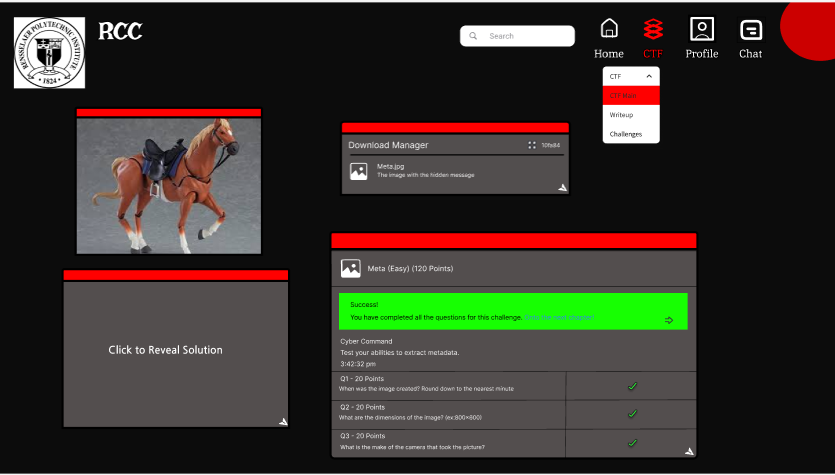 RENSSELAER POLYTECHNIC INSTITUTE
1824
RCC
Search
Home
CTF
Profile
Chat
CTF
CTF Main
Writeup
Challenges
Download Manager
Meta.jpg
The image with the hidden message
Click to Reveal Solution
Meta (Easy) (120 Points)
Success!
You have completed all the questions for this challenge. Onto the next chapter!
Cyber Command
Test your abilities to extract metadata.
3:42:32 pm
Q1 - 20 Points
When was the image created? Round down to the nearest minute
Q2 - 20 Points
What are the dimensions of the image? (ex:800×600)
Q3 - 20 Points
What is the make of the camera that took the picture?